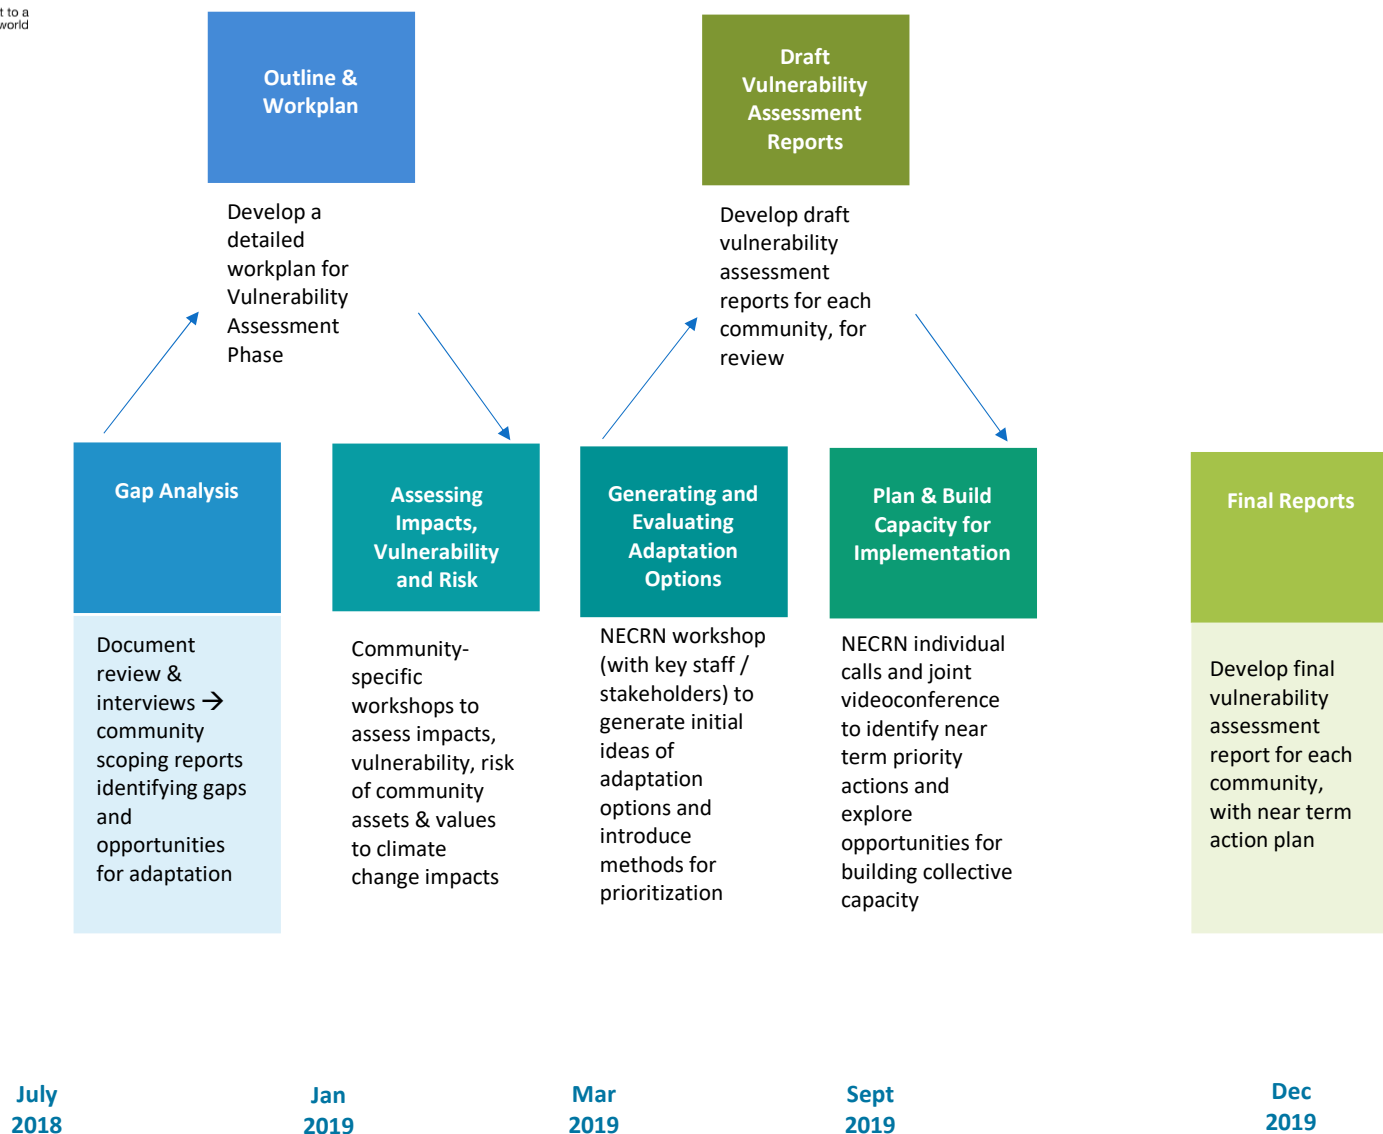 t to a
world
Outline &
Workplan
Develop a
detailed
workplan for
Vulnerability
Assessment
Phase
Draft
Vulnerability
Assessment
Reports
Develop draft
vulnerability
assessment
reports for each
community, for
review
Gap Analysis
Document
review &
interviews →
community
scoping reports
identifying gaps
and
opportunities
for adaptation
Assessing
Impacts,
Vulnerability
and Risk
Community-
specific
workshops to
assess impacts,
vulnerability, risk
of community
assets & values
to climate
change impacts
Generating and
Evaluating
Adaptation
Options
NECRN workshop
(with key staff /
stakeholders) to
generate initial
ideas of
adaptation
options and
introduce
methods for
prioritization
Plan & Build
Capacity for
Implementation
NECRN individual
calls and joint
videoconference
to identify near
term priority
actions and
explore
opportunities for
building collective
capacity
Final Reports
Develop final
vulnerability
assessment
report for each
community,
with near term
action plan
July
2018
Jan
2019
Mar
2019
Sept
2019
Dec
2019